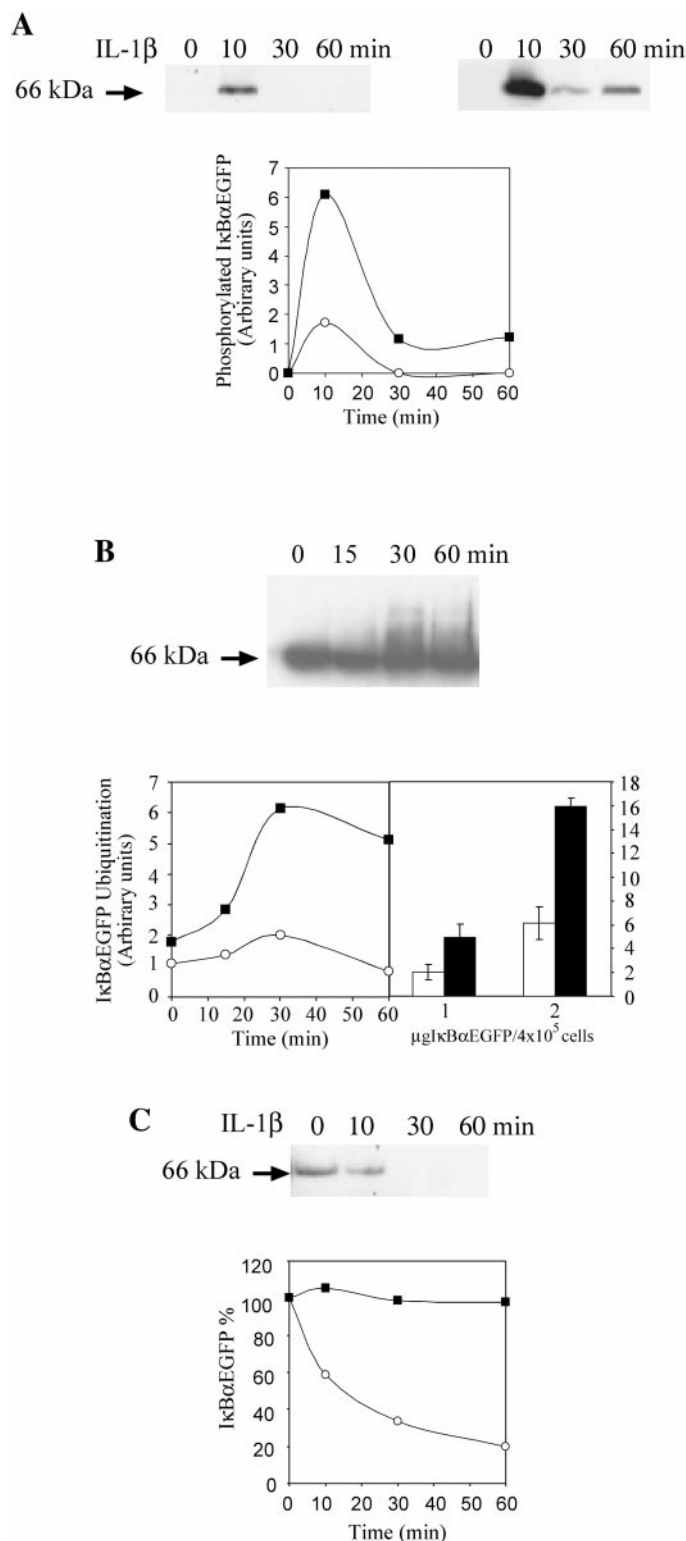 A
IL-1β 0 10 30 60 min 0 10 30 60
66 kDa
7
6
5
4
3
2
1
0
Phosphorylated IκBαEGFP
(Arbirary units)
0 10 20 30 40 50 60
Time (min)
B
0 15 30 60 min
66 kDa
7
6
5
4
3
2
1
0
IκBαEGFP Ubiquitination
(Arbirary units)
0 10 20 30 40 50 60
Time (min)
18
16
14
12
10
8
6
4
2
0
1 2
µgIκBαEGFP/4x10⁵ cells
C
IL-1β 0 10 30 60 min
66 kDa
120
100
80
60
40
20
0
IκBαEGFP %
0 10 20 30 40 50 60
Time (min)